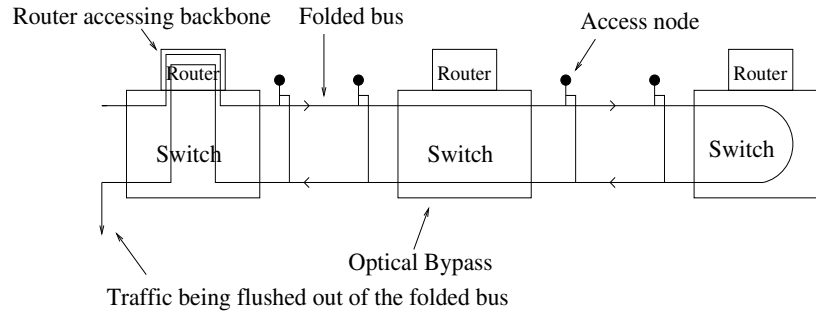 Router accessing backbone
Folded bus
Access node
Router
Router
Router
Switch
Switch
Switch
Optical Bypass
Traffic being flushed out of the folded bus